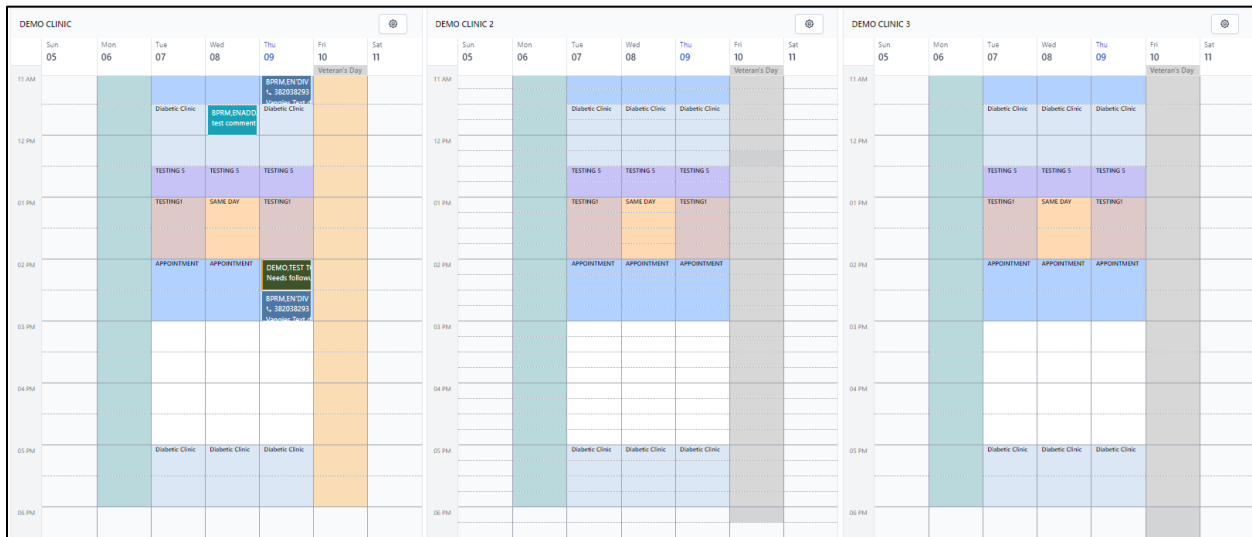 DEMO CLINIC
Sun Mon Tue Wed Thu Fri Sat
05 06 07 08 09 10 11
Veteran's Day
11 AM
BPRM,EN'DIV
382038293
Diabetic Clinic
BPRM,ENADD
test comment
Diabetic Clinic
12 PM
TESTING 5 TESTING 5 TESTING 5
01 PM
TESTING1 SAME DAY TESTING1
02 PM
APPOINTMENT APPOINTMENT
DEMO,TEST
Needs
BPRM,EN'DIV
382038293
03 PM
04 PM
05 PM
Diabetic Clinic Diabetic Clinic Diabetic Clinic
06 PM
DEMO CLINIC 2
Sun Mon Tue Wed Thu Fri Sat
05 06 07 08 09 10 11
Veteran's Day
11 AM
Diabetic Clinic Diabetic Clinic Diabetic Clinic
12 PM
TESTING 5 TESTING 5 TESTING 5
01 PM
TESTING1 SAME DAY TESTING1
02 PM
APPOINTMENT APPOINTMENT APPOINTMENT
03 PM
04 PM
05 PM
Diabetic Clinic Diabetic Clinic Diabetic Clinic
06 PM
DEMO CLINIC 3
Sun Mon Tue Wed Thu Fri Sat
05 06 07 08 09 10 11
Veteran's Day
11 AM
Diabetic Clinic Diabetic Clinic Diabetic Clinic
12 PM
TESTING 5 TESTING 5 TESTING 5
01 PM
TESTING1 SAME DAY TESTING1
02 PM
APPOINTMENT APPOINTMENT APPOINTMENT
03 PM
04 PM
05 PM
Diabetic Clinic Diabetic Clinic Diabetic Clinic
06 PM